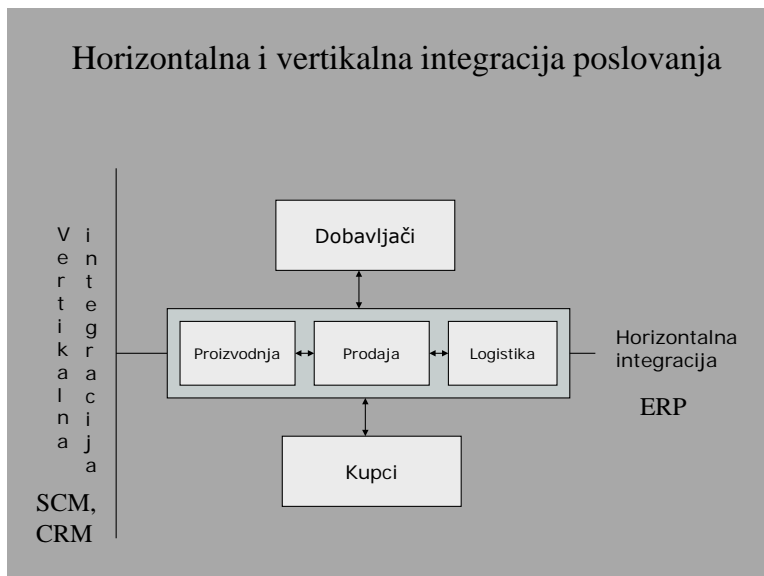 Horizontalna i vertikalna integracija poslovanja
Vertikalna
integracija
SCM,
CRM
Dobavljači
Proizvodnja
Prodaja
Logistika
Kupci
Horizontalna
integracija
ERP